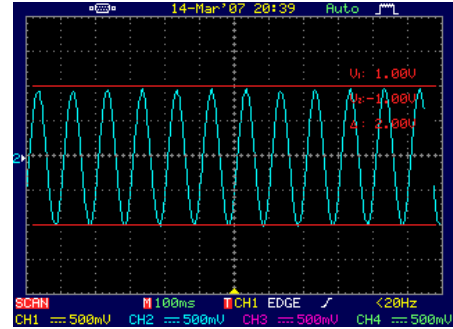 14-Mar'07 20:39 Auto
V₁: 1.00V
V₂:-1.00V
Δ: 2.00V
2
SCAN M 100ms T CH1 EDGE <20Hz
CH1 500mV CH2 500mV CH3 500mV CH4 500mV